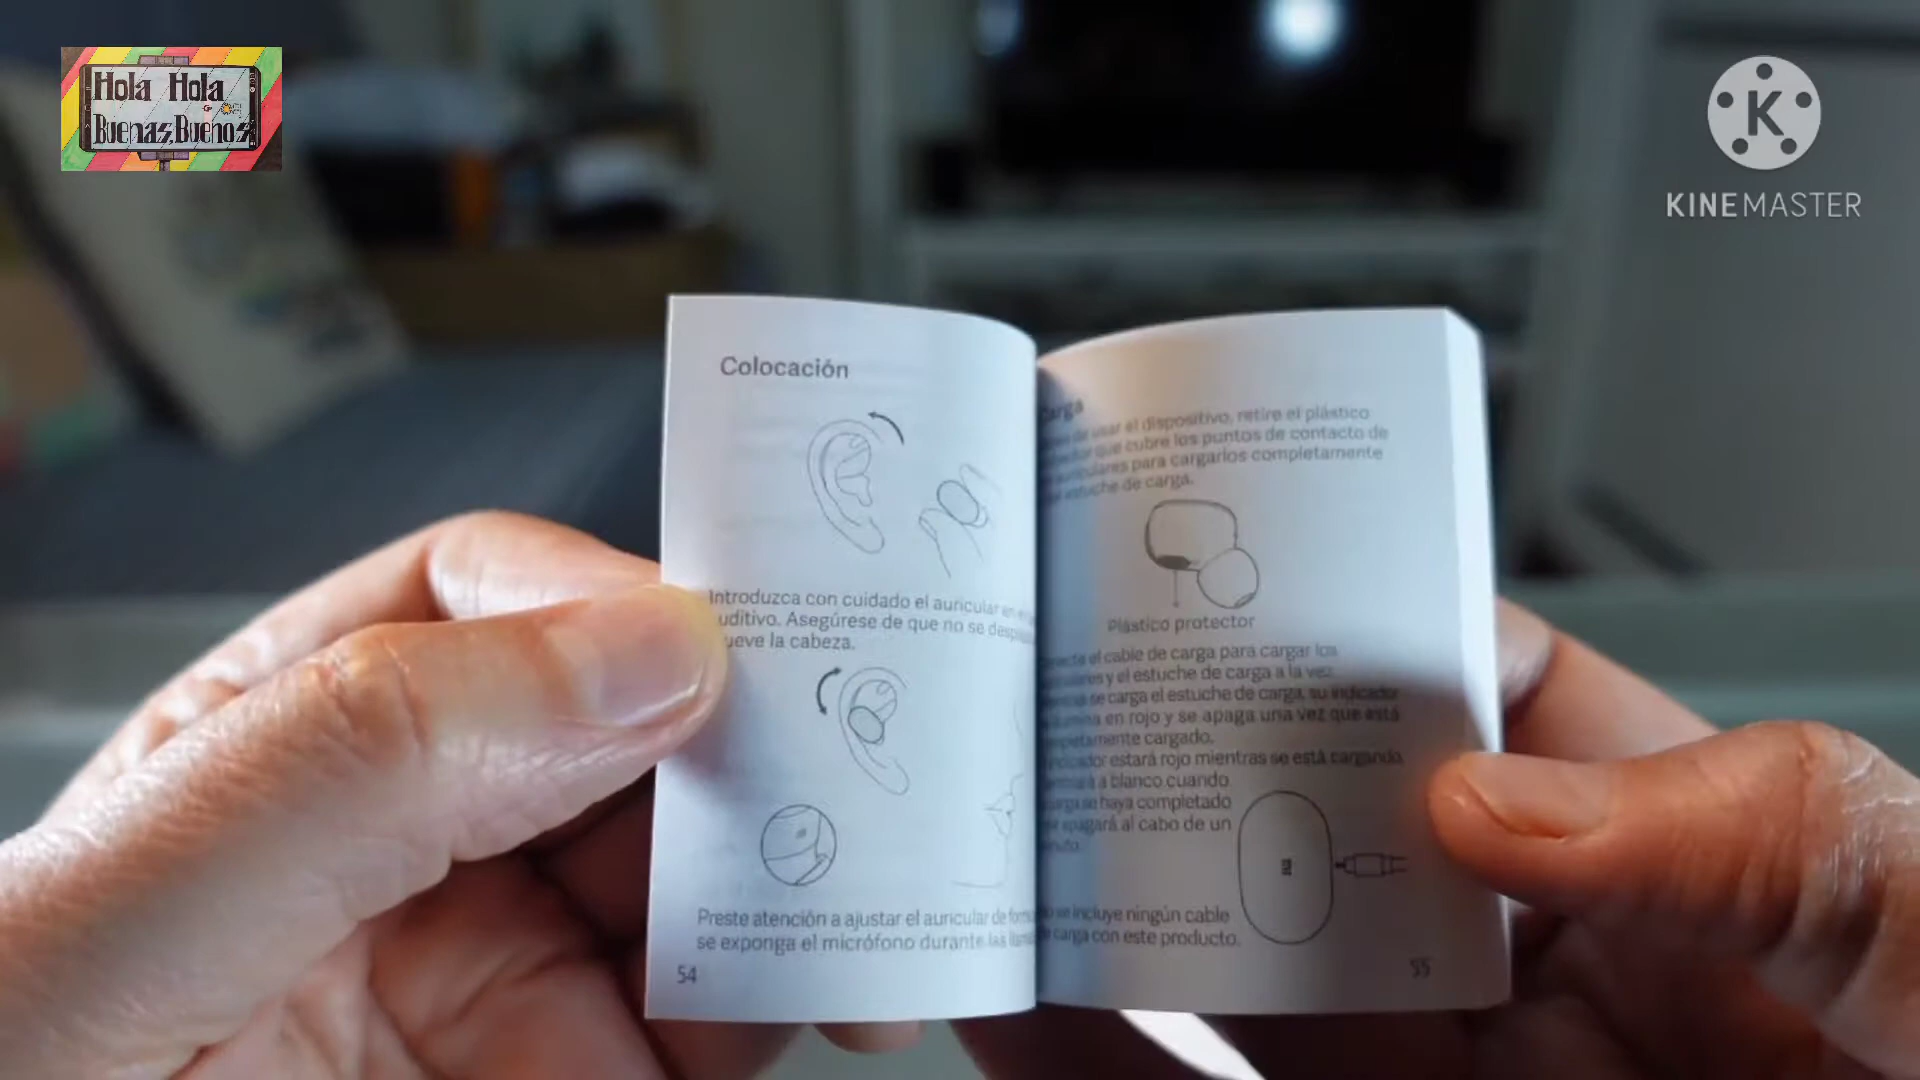 Hola Hola
Buenas, Buenos
K
KINEMASTER
Colocación
Introduzca con cuidado el auricular en
uditivo. Asegúrese de que no se
ueve la cabeza.
Preste atención a ajustar el auricular de
se exponga el micrófono durante las
54
arga
de usar el dispositivo, retire el plástico
que cubre los puntos de contacto de
auriculares para cargarlos completamente
estuche de carga.
Plástico protector
el cable de carga para cargar los
y el estuche de carga a la vez
se carga el estuche de carga, su indicador
en rojo y se apaga una vez que está
completamente cargado.
indicador estará rojo mientras se está cargando,
a blanco cuando
carga se haya completado
apagará al cabo de un
se incluye ningún cable
carga con este producto.
55